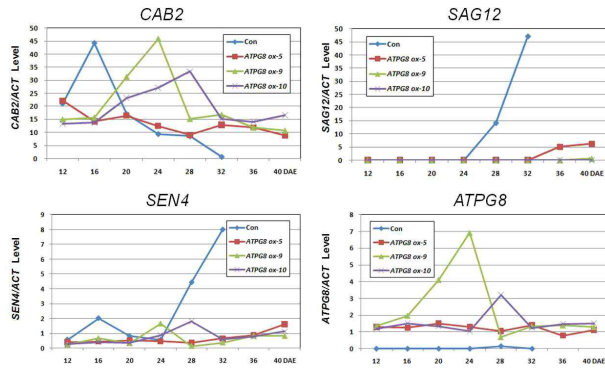 CAB2
CAB2/ACT Level
50
45
40
35
30
25
20
15
10
5
0
Con
ATPG8 ox-5
ATPG8 ox-9
ATPG8 ox-10
12 16 20 24 28 32 36 40 DAE
SAG12
SAG12/ACT Level
50
45
40
35
30
25
20
15
10
5
0
Con
ATPG8 ox-5
ATPG8 ox-9
ATPG8 ox-10
12 16 20 24 28 32 36 40 DAE
SEN4
SEN4/ACT Level
9
8
7
6
5
4
3
2
1
0
Con
ATPG8 ox-5
ATPG8 ox-9
ATPG8 ox-10
12 16 20 24 28 32 36 40 DAE
ATPG8
ATPG8/ACT Level
8
7
6
5
4
3
2
1
0
Con
ATPG8 ox-5
ATPG8 ox-9
ATPG8 ox-10
12 16 20 24 28 32 36 40 DAE